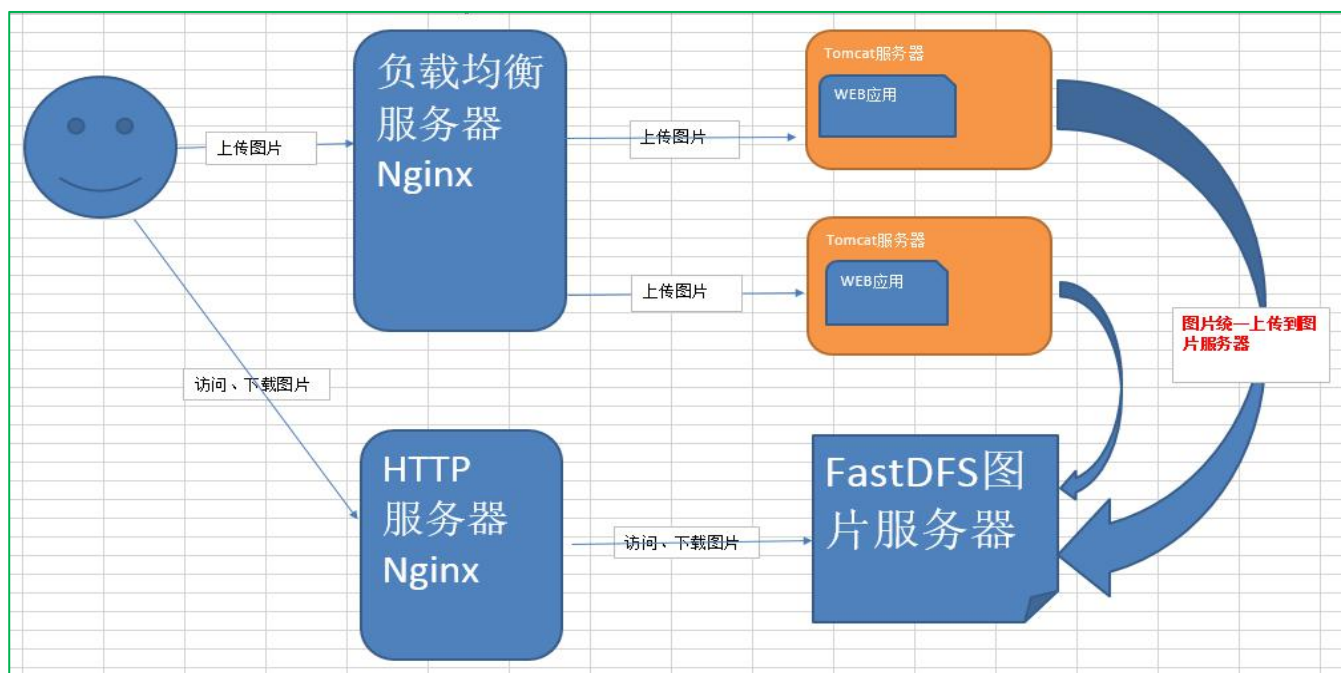 负载均衡
服务器
Nginx
Tomcat服务器
WEB应用
上传图片
上传图片
Tomcat服务器
WEB应用
上传图片
图片统一上传到图
片服务器
访问、下载图片
HTTP
服务器
Nginx
访问、下载图片
FastDFS图
片服务器